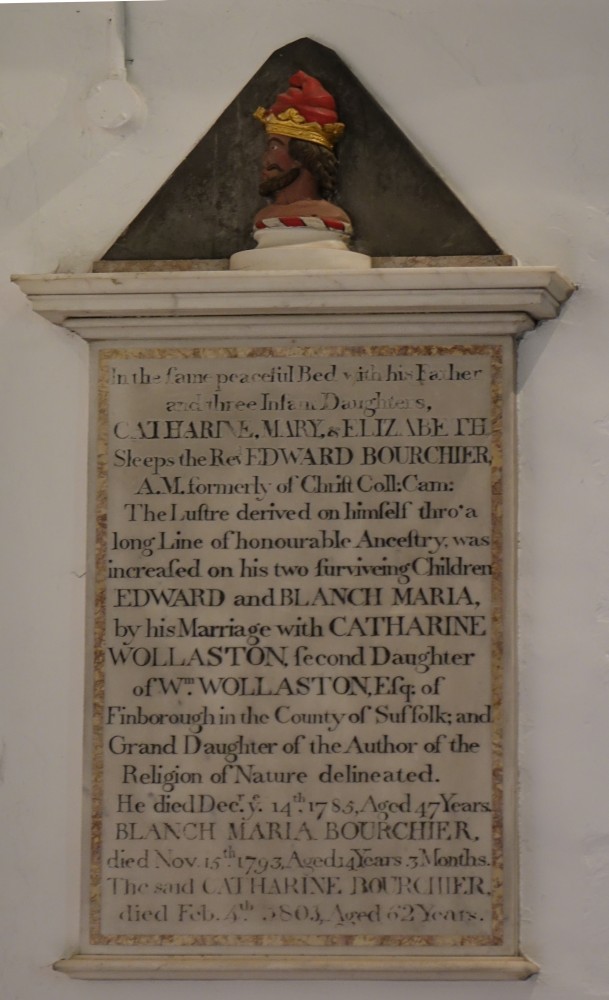 In the ſame peaceful Bed with his Father
and three Infant Daughters,
CATHARINE, MARY, & ELIZABETH
Sleeps the Revᵈ EDWARD BOURCHIER,
A.M. formerly of Chriſt Coll: Cam:
The Luſtre derived on himſelf thro' a
long Line of honourable Anceſtry, was
increaſed on his two ſurviveing Children
EDWARD and BLANCH MARIA,
by his Marriage with CATHARINE
WOLLASTON, ſecond Daughter
of Wᵐ. WOLLASTON, Eſq; of
Finborough in the County of Suffolk; and
Grand Daughter of the Author of the
Religion of Nature delineated.
He died Decʳ. yᵉ. 14ᵗʰ. 1785, Aged 47 Years.
BLANCH MARIA BOURCHIER,
died Nov. 15ᵗʰ 1793, Aged 14 Years 3 Months.
The said CATHARINE BOURCHIER,
died Feb. 4ᵗʰ Aged 62 Years.